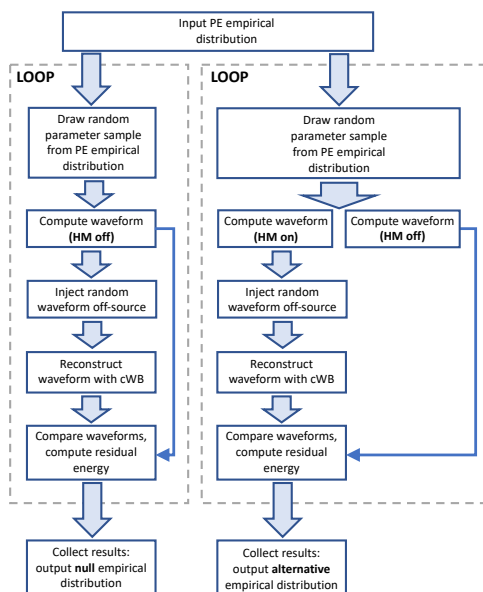 Input PE empirical
distribution
LOOP
Draw random
parameter sample
from PE empirical
distribution
Compute waveform
(HM off)
Inject random
waveform off-source
Reconstruct
waveform with cWB
Compare waveforms,
compute residual
energy
Collect results:
output null empirical
distribution
LOOP
Draw random
parameter sample
from PE empirical
distribution
Compute waveform
(HM on)
Compute waveform
(HM off)
Inject random
waveform off-source
Reconstruct
waveform with cWB
Compare waveforms,
compute residual
energy
Collect results:
output alternative
empirical distribution